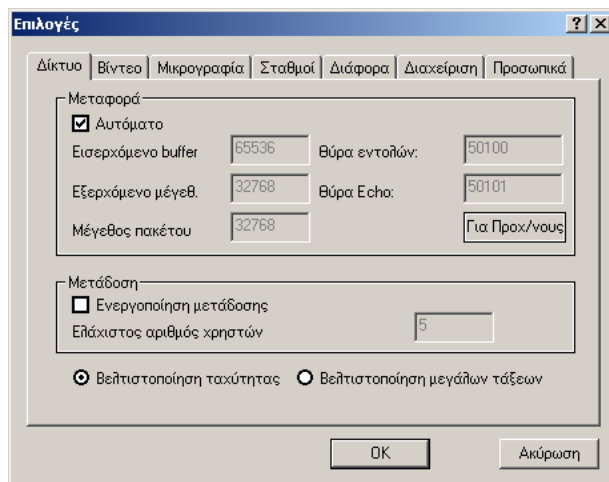 Επιλογές
Δίκτυο Βίντεο Μικρογραφία Σταθμοί Διάφορα Διαχείριση Προσωπικά
Μεταφορά
Αυτόματο
Εισερχόμενο buffer 65536 Θύρα εντολών: 50100
Εξερχόμενο μέγεθ. 32768 Θύρα Echo: 50101
Μέγεθος πακέτου 32768 Για Προχ/νους
Μετάδοση
Ενεργοποίηση μετάδοσης
Ελάχιστος αριθμός χρηστών 5
Βελτιστοποίηση ταχύτητας Βελτιστοποίηση μεγάλων τάξεων
OK Ακύρωση